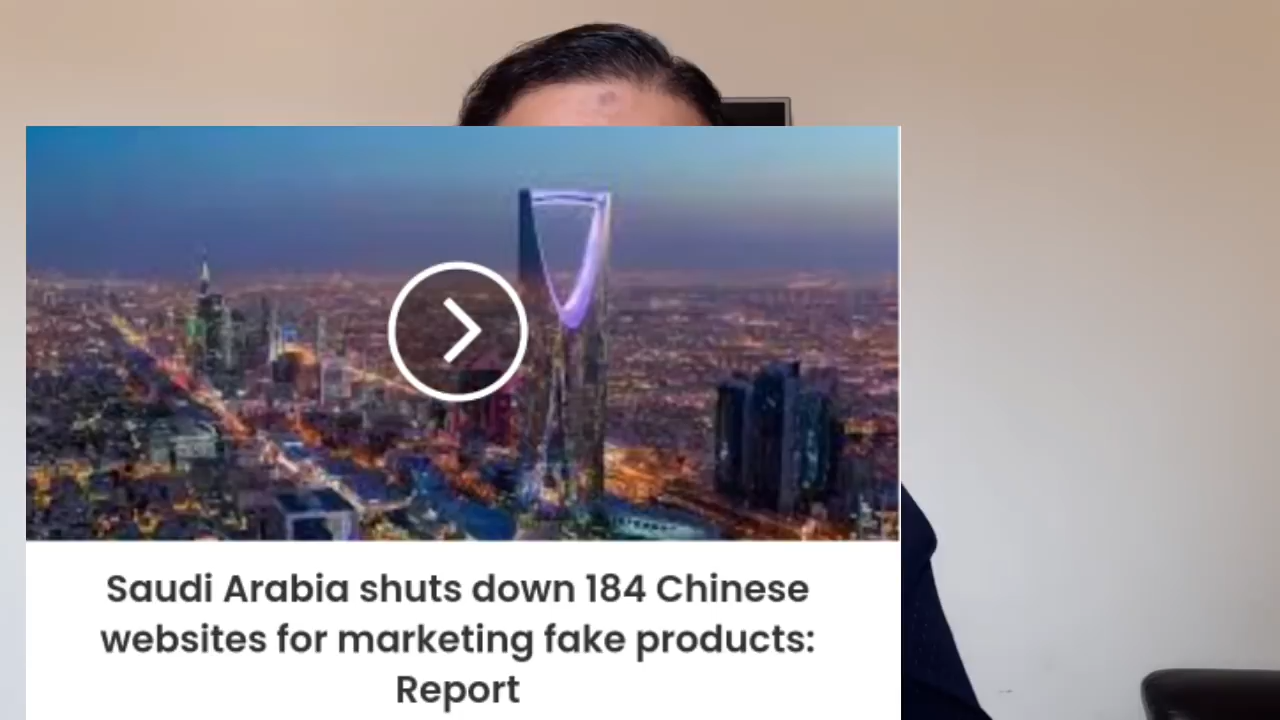 Saudi Arabia shuts down 184 Chinese
websites for marketing fake products:
Report